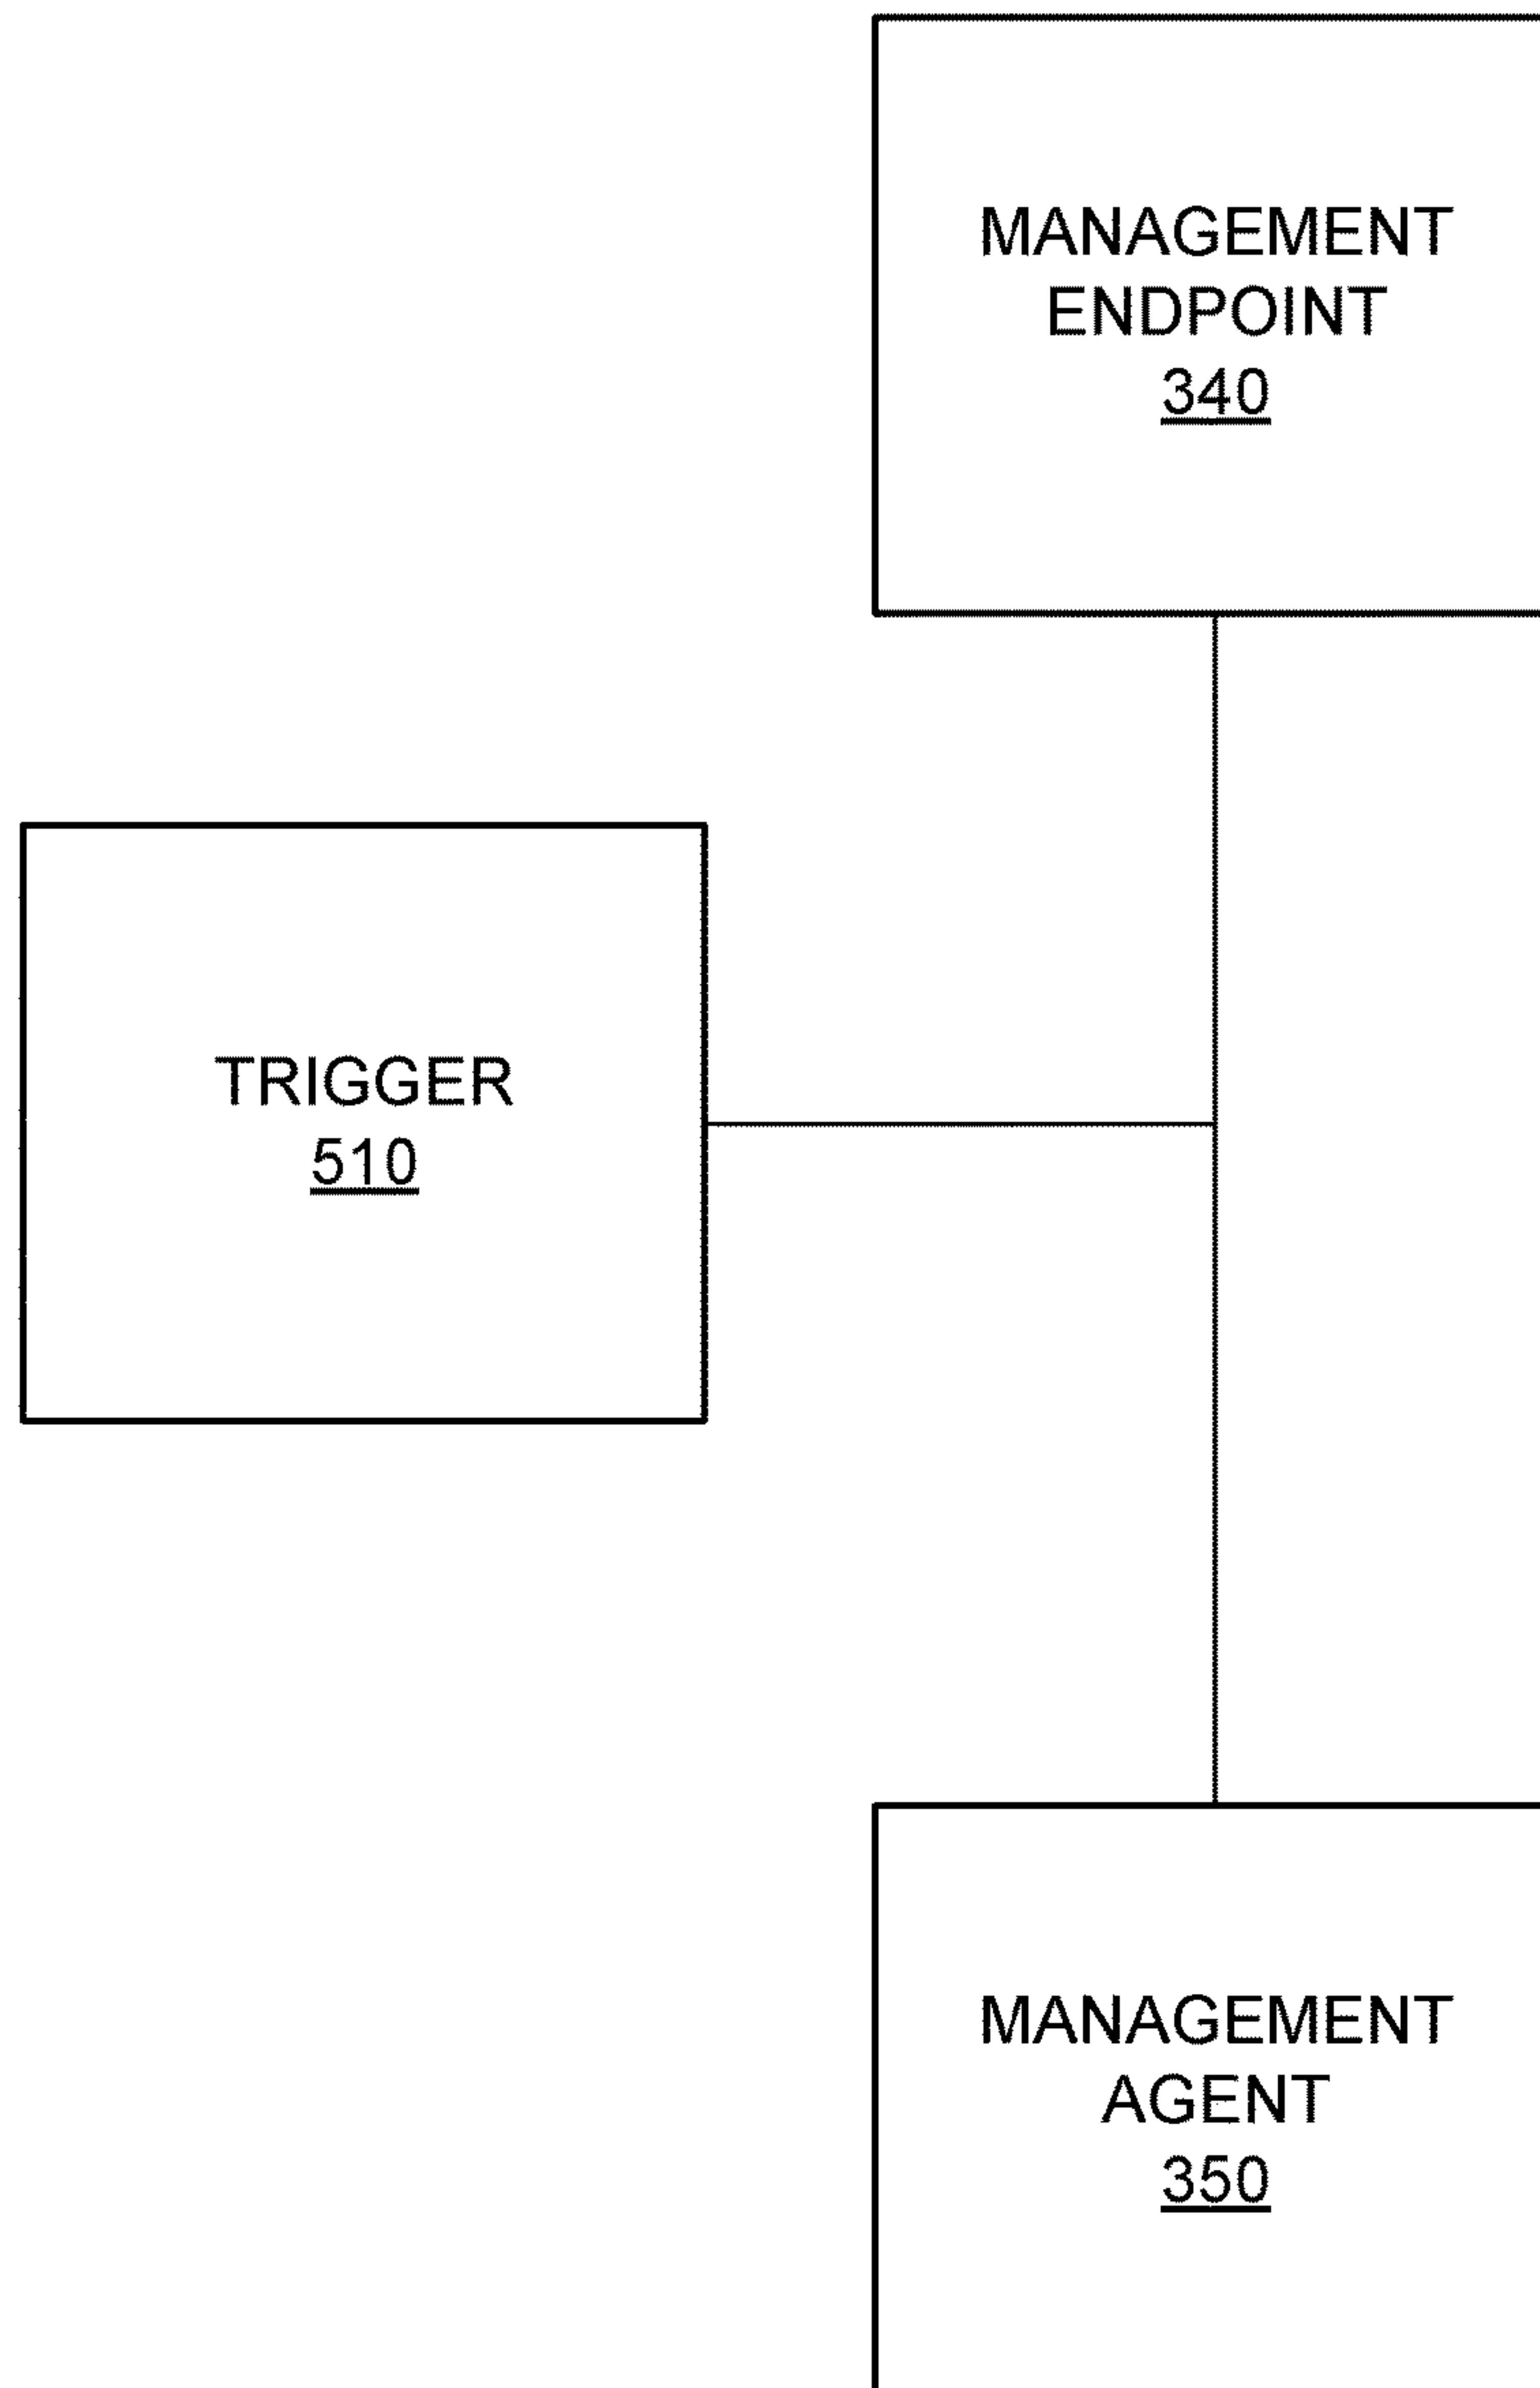 MANAGEMENT
ENDPOINT
340
TRIGGER
510
MANAGEMENT
AGENT
350